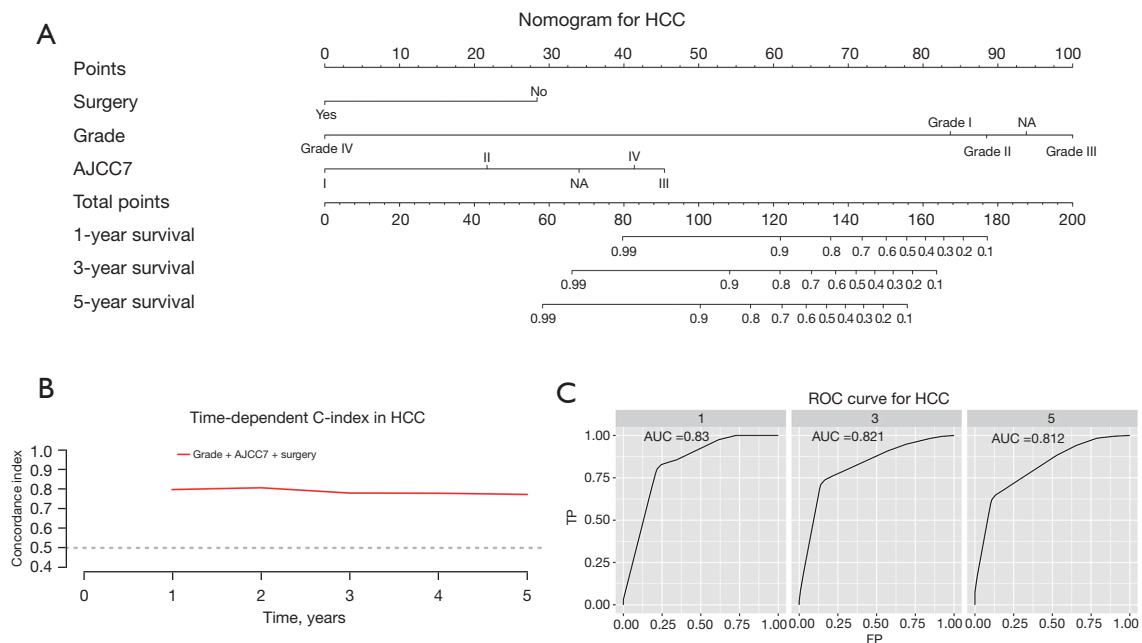 A
Nomogram for HCC
Points
0 10 20 30 40 50 60 70 80 90 100
Surgery
No
Yes
Grade
Grade I NA
Grade IV Grade II Grade III
AJCC7
II IV
I NA III
Total points
0 20 40 60 80 100 120 140 160 180 200
1-year survival
0.99 0.9 0.8 0.7 0.6 0.5 0.4 0.3 0.2 0.1
3-year survival
0.99 0.9 0.8 0.7 0.6 0.5 0.4 0.3 0.2 0.1
5-year survival
0.99 0.9 0.8 0.7 0.6 0.5 0.4 0.3 0.2 0.1
B
Time-dependent C-index in HCC
Grade + AJCC7 + surgery
Concordance index
1.0
0.9
0.8
0.7
0.6
0.5
0.4
0 1 2 3 4 5
Time, years
C
ROC curve for HCC
1 3 5
AUC =0.83 AUC =0.821 AUC =0.812
TP
1.00
0.75
0.50
0.25
0.00
0.00 0.25 0.50 0.75 1.00 0.00 0.25 0.50 0.75 1.00 0.00 0.25 0.50 0.75 1.00
FP